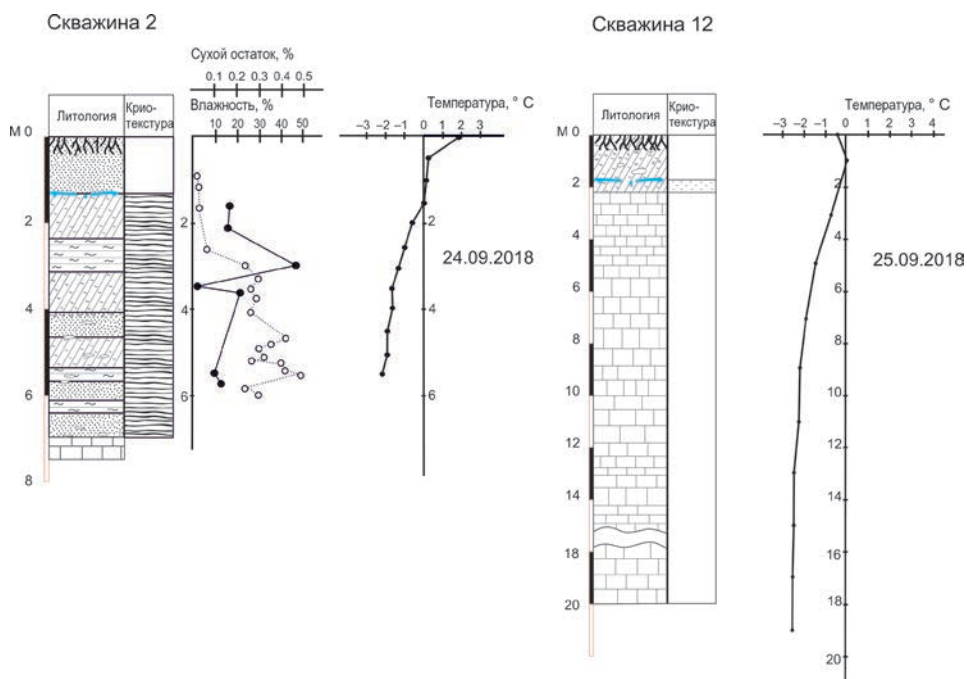 Скважина 2
Сухой остаток, %
0.1 0.2 0.3 0.4 0.5
Влажность, %
10 20 30 40 50
Литология
Крио-
текстура
М 0
2
4
6
8
2
4
6
Температура, ° С
−3 −2 −1 0 1 2 3
2
4
6
24.09.2018
Скважина 12
Литология
Крио-
текстура
М 0
2
4
6
8
10
12
14
18
20
Температура, ° С
−3 −2 −1 0 1 2 3 4
2
4
6
8
10
12
14
16
18
20
25.09.2018